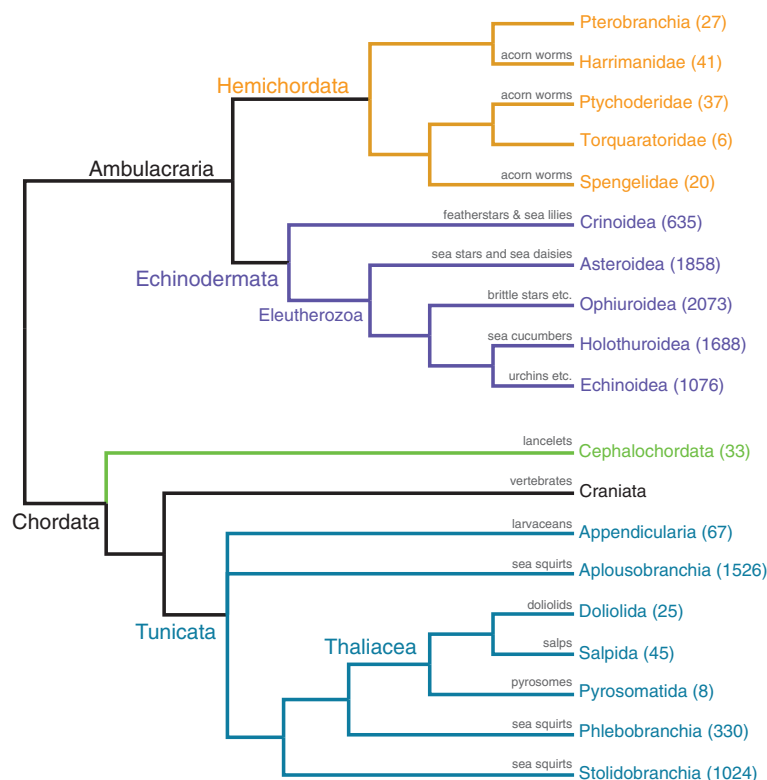 Pterobranchia (27)
acorn worms
Harrimanidae (41)
Hemichordata
acorn worms
Ptychoderidae (37)
Torquaratoridae (6)
Ambulacraria
acorn worms
Spengelidae (20)
featherstars & sea lilies
Crinoidea (635)
sea stars and sea daisies
Asteroidea (1858)
Echinodermata
brittle stars etc.
Ophiuroidea (2073)
Eleutherozoa
sea cucumbers
Holothuroidea (1688)
urchins etc.
Echinoidea (1076)
lancelets
Cephalochordata (33)
vertebrates
Craniata
Chordata
larvaceans
Appendicularia (67)
sea squirts
Aplousobranchia (1526)
doliolids
Doliolida (25)
Tunicata
Thaliacea
salps
Salpida (45)
pyrosomes
Pyrosomatida (8)
sea squirts
Phlebobranchia (330)
sea squirts
Stolidobranchia (1024)